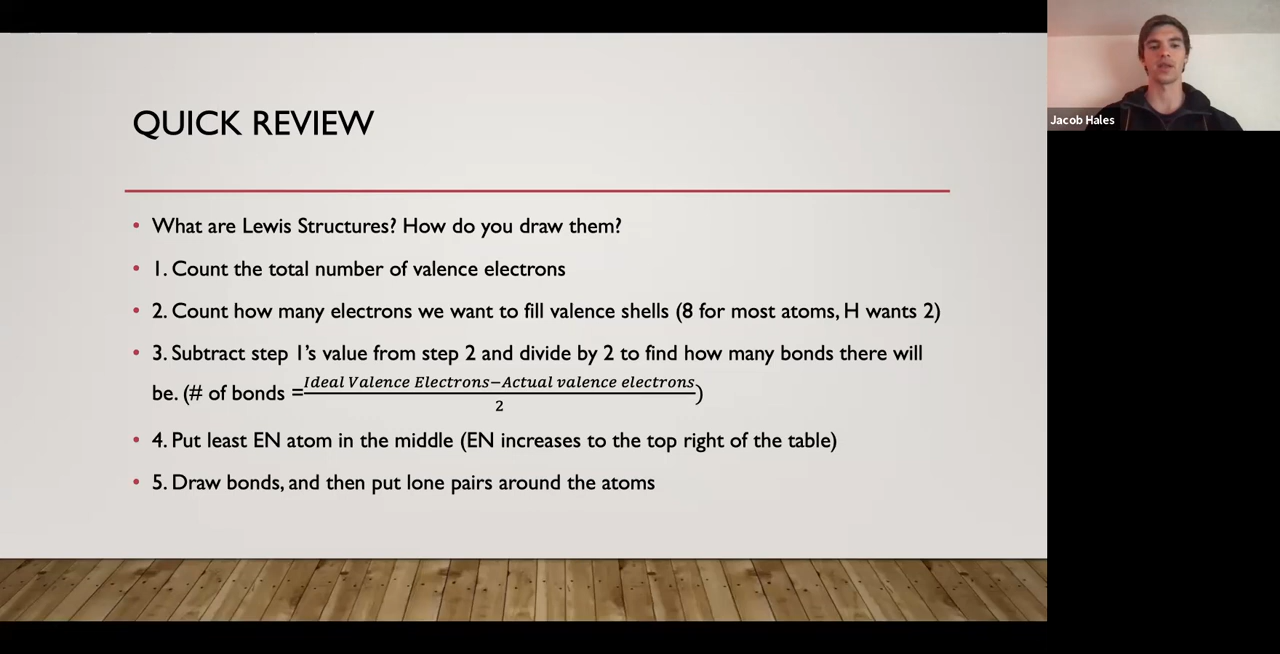 QUICK REVIEW
• What are Lewis Structures? How do you draw them?
• 1. Count the total number of valence electrons
• 2. Count how many electrons we want to fill valence shells (8 for most atoms, H wants 2)
• 3. Subtract step 1’s value from step 2 and divide by 2 to find how many bonds there will
be. (# of bonds =\frac{Ideal Valence Electrons−Actual valence electrons}{2})
• 4. Put least EN atom in the middle (EN increases to the top right of the table)
• 5. Draw bonds, and then put lone pairs around the atoms
Jacob Hales